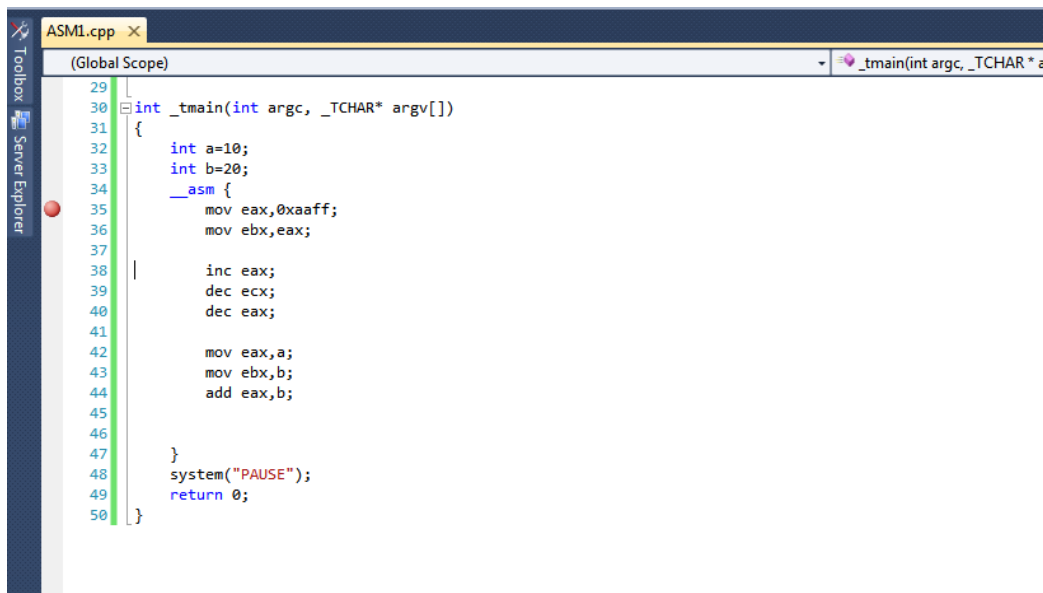 ASM1.cpp
Toolbox
Server Explorer
(Global Scope)
_tmain(int argc, _TCHAR * a
29
30 int _tmain(int argc, _TCHAR* argv[])
31 {
32     int a=10;
33     int b=20;
34     __asm {
35         mov eax,0xaaff;
36         mov ebx,eax;
37
38         inc eax;
39         dec ecx;
40         dec eax;
41
42         mov eax,a;
43         mov ebx,b;
44         add eax,b;
45
46
47     }
48     system("PAUSE");
49     return 0;
50 }